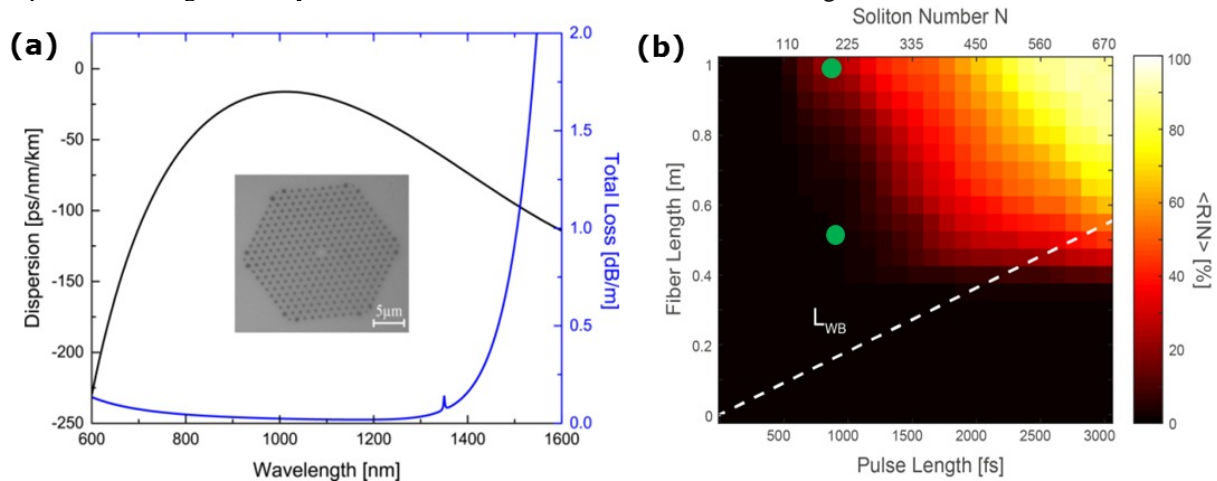 (a)
0
-50
-100
-150
-200
-250
Dispersion [ps/nm/km]
600
800
1000
1200
1400
1600
Wavelength [nm]
2.0
1.5
1.0
0.5
0.0
Total Loss [dB/m]
5µm
(b)
Soliton Number N
110 225 335 450 560 670
1
0.8
0.6
0.4
0.2
0
Fiber Length [m]
L_WB
500 1000 1500 2000 2500 3000
Pulse Length [fs]
100
80
60
40
20
0
<RIN> [%]